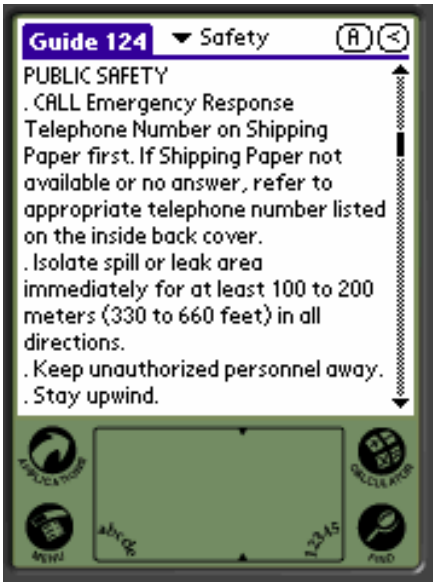 Guide 124
Safety
A <
PUBLIC SAFETY
. CALL Emergency Response
Telephone Number on Shipping
Paper first. If Shipping Paper not
available or no answer, refer to
appropriate telephone number listed
on the inside back cover.
. Isolate spill or leak area
immediately for at least 100 to 200
meters (330 to 660 feet) in all
directions.
. Keep unauthorized personnel away.
. Stay upwind.
APPLICATIONS
CALCULATOR
MENU
abcde
12345
FIND